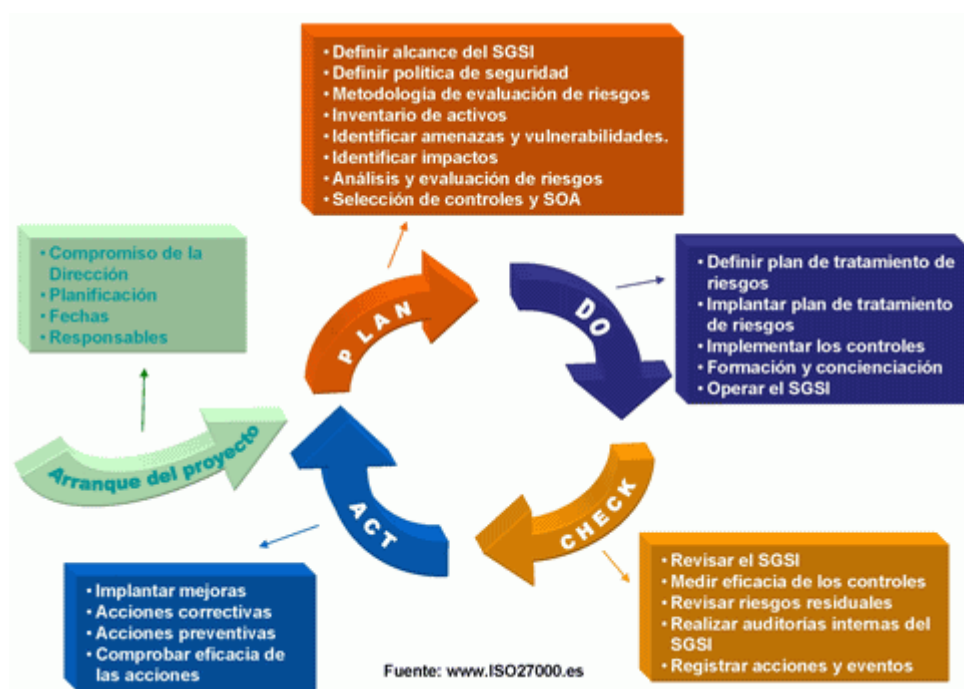 • Definir alcance del SGSI
• Definir política de seguridad
• Metodología de evaluación de riesgos
• Inventario de activos
• Identificar amenazas y vulnerabilidades.
• Identificar impactos
• Análisis y evaluación de riesgos
• Selección de controles y SOA
• Compromiso de la
Dirección
• Planificación
• Fechas
• Responsables
• Definir plan de tratamiento de
riesgos
• Implantar plan de tratamiento
de riesgos
• Implementar los controles
• Formación y concienciación
• Operar el SGSI
PLAN
DO
Arranque del proyecto
ACT
CHECK
• Implantar mejoras
• Acciones correctivas
• Acciones preventivas
• Comprobar eficacia de
las acciones
• Revisar el SGSI
• Medir eficacia de los controles
• Revisar riesgos residuales
• Realizar auditorías internas del
SGSI
• Registrar acciones y eventos
Fuente: www.ISO27000.es